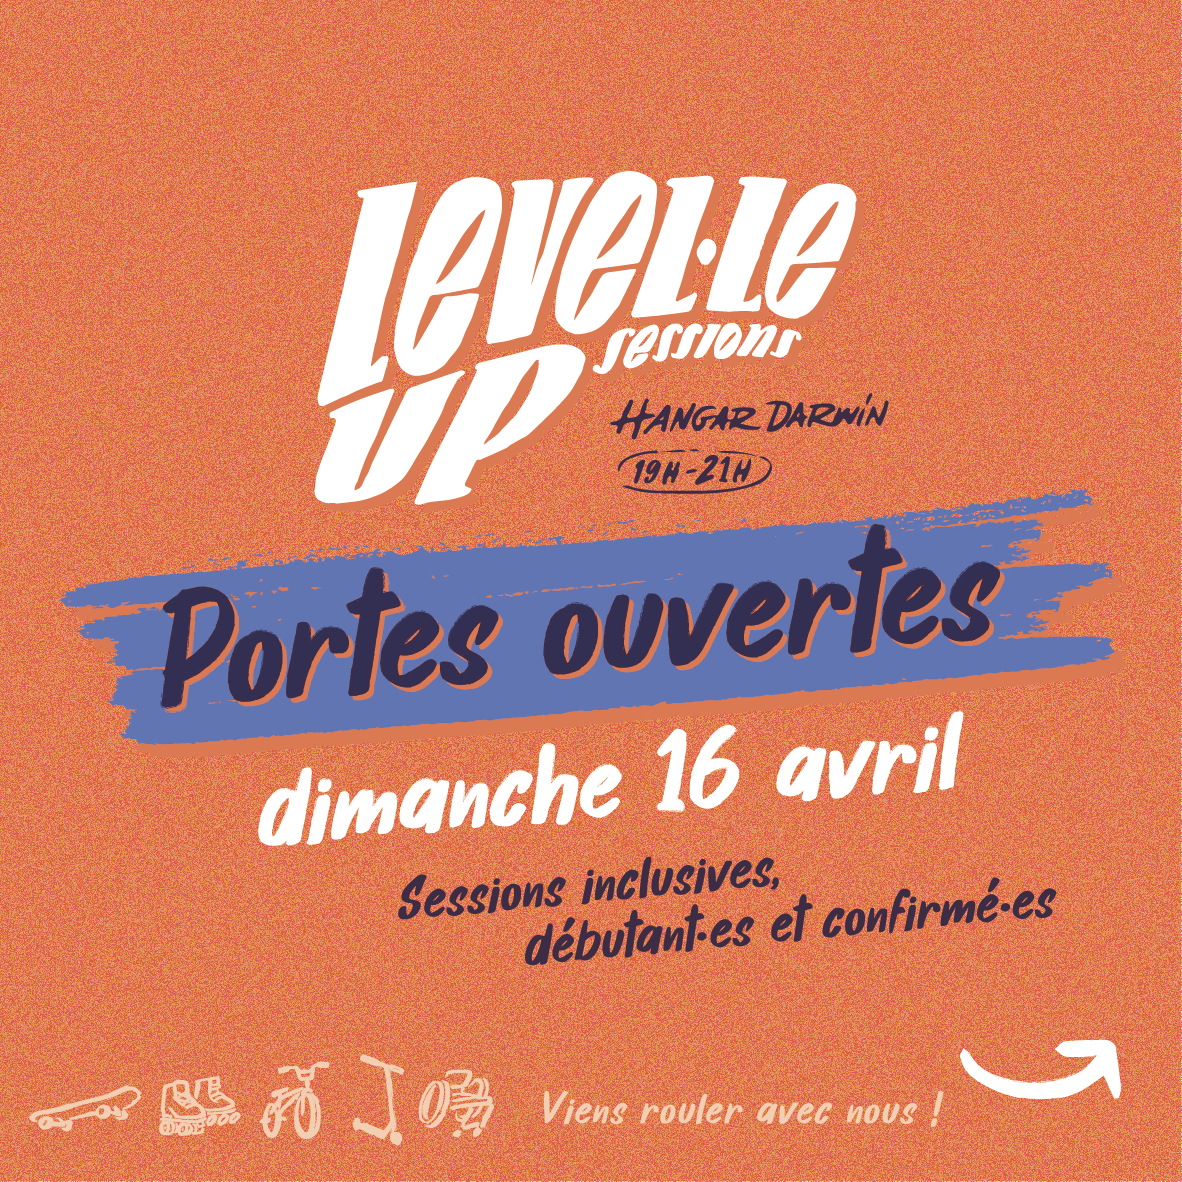 Level·le
UP
sessions
HANGAR DARWIN
19H-21H
Portes ouvertes
dimanche 16 avril
Sessions inclusives,
débutant·es et confirmé·es
Viens rouler avec nous !